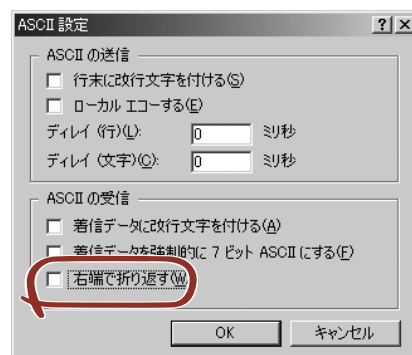 ASCII 設定
ASCII の送信
行末に改行文字を付ける(S)
ローカル エコーする(E)
ディレイ (行)(L): 0 ミリ秒
ディレイ (文字)(C): 0 ミリ秒
ASCII の受信
着信データに改行文字を付ける(A)
着信データを強制的に 7 ビット ASCII にする(F)
右端で折り返す(W)
OK キャンセル